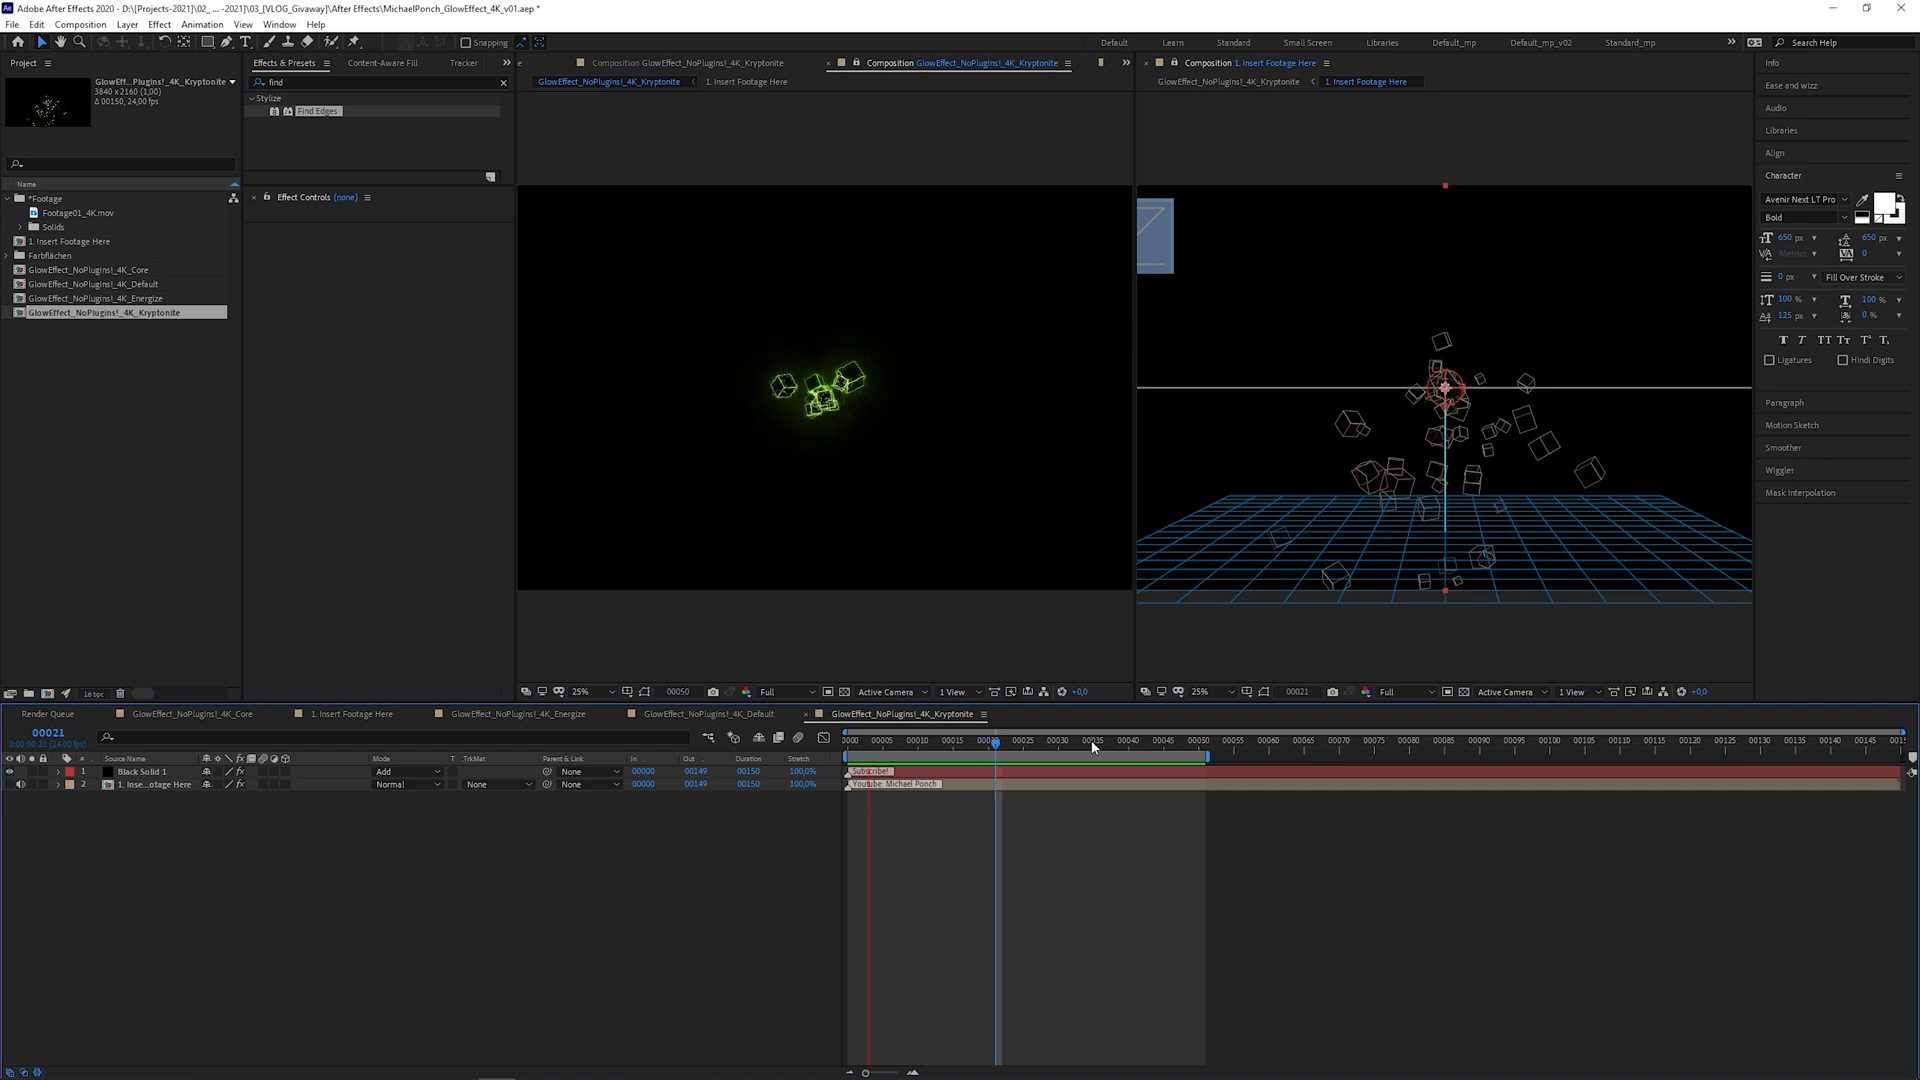 Adobe After Effects 2020 - D:\[Projects-2021]\02_ ... -2021]\03_[VLOG_Givaway]\After Effects\MichaelPonch_GlowEffect_4K_v01.aep *
File Edit Composition Layer Effect Animation View Window Help
Snapping
Default Learn Standard Small Screen Libraries Default_mp Default_mp_v02 Standard_mp Search Help
Project
GlowEff...Plugins!_4K_Kryptonite
3840 x 2160 (1,00)
Δ 00150, 24,00 fps
Name
*Footage
Footage01_4K.mov
Solids
1. Insert Footage Here
Farbflächen
GlowEffect_NoPlugins!_4K_Core
GlowEffect_NoPlugins!_4K_Default
GlowEffect_NoPlugins!_4K_Energize
GlowEffect_NoPlugins!_4K_Kryptonite
16 bpc
Effects & Presets Content-Aware Fill Tracker
find
Stylize
Find Edges
Effect Controls (none)
Composition GlowEffect_NoPlugins!_4K_Kryptonite Composition GlowEffect_NoPlugins!_4K_Kryptonite
GlowEffect_NoPlugins!_4K_Kryptonite 1. Insert Footage Here
25% 00050 Full Active Camera 1 View +0,0
Composition 1. Insert Footage Here
GlowEffect_NoPlugins!_4K_Kryptonite 1. Insert Footage Here
25% 00021 Full Active Camera 1 View +0,0
Info
Ease and wizz
Audio
Libraries
Align
Character
Avenir Next LT Pro
Bold
650 px 650 px
Metrics 0
0 px Fill Over Stroke
100 % 100 %
125 px 0 %
Ligatures Hindi Digits
Paragraph
Motion Sketch
Smoother
Wiggler
Mask Interpolation
Render Queue GlowEffect_NoPlugins!_4K_Core 1. Insert Footage Here GlowEffect_NoPlugins!_4K_Energize GlowEffect_NoPlugins!_4K_Default GlowEffect_NoPlugins!_4K_Kryptonite
00021
0:00:00:21 (24.00 fps)
0000 00005 00010 00015 00025 00030 00035 00040 00045 00050 00055 00060 00065 00070 00075 00080 00085 00090 00095 00100 00105 00110 00115 00120 00125 00130 00135 00140 00145
# Source Name Mode T .TrkMat Parent & Link In Out Duration Stretch
1 Black Solid 1 Add None 00000 00149 00150 100,0% Subscribe!
2 1. Inse...otage Here Normal None None 00000 00149 00150 100,0% Youtube: Michael Ponch